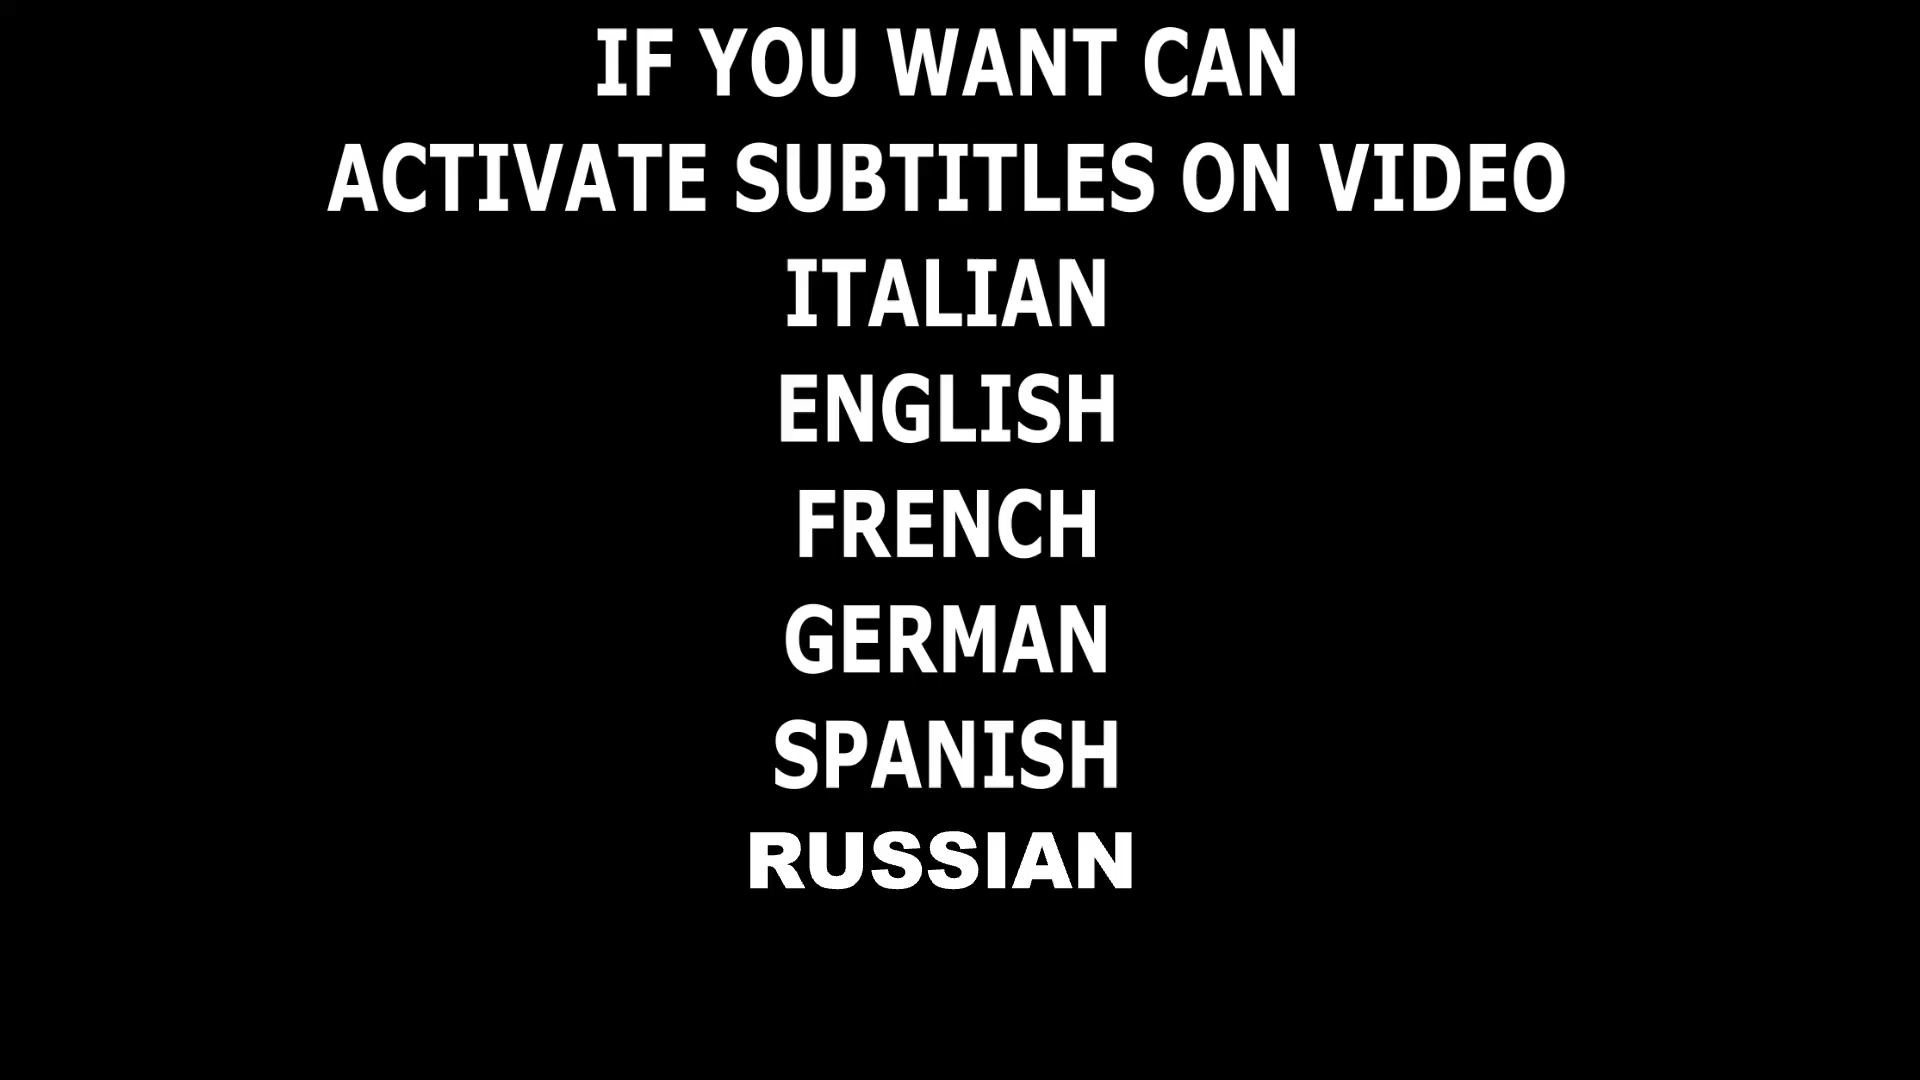 IF YOU WANT CAN
ACTIVATE SUBTITLES ON VIDEO
ITALIAN
ENGLISH
FRENCH
GERMAN
SPANISH
RUSSIAN